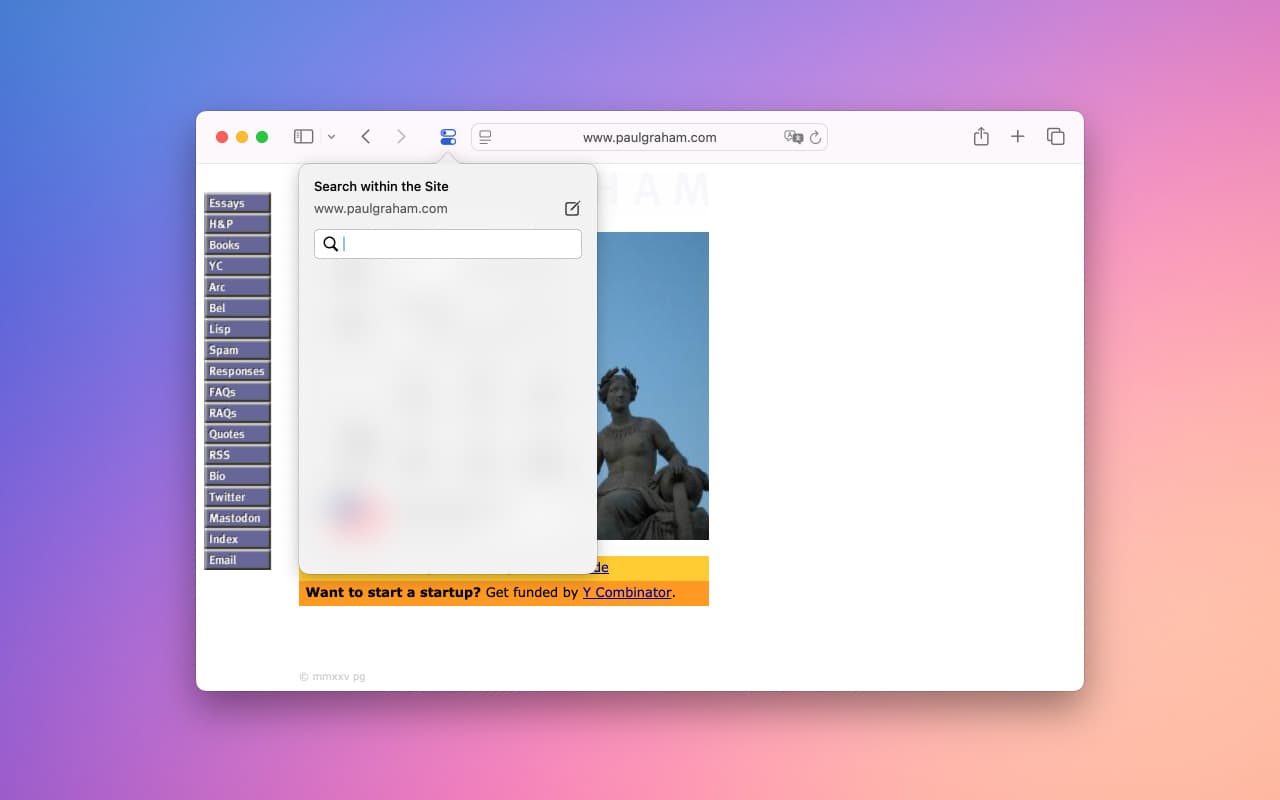 www.paulgraham.com
Search within the Site
www.paulgraham.com
HAM
Essays
H&P
Books
YC
Arc
Bel
Lisp
Spam
Responses
FAQs
RAQs
Quotes
RSS
Bio
Twitter
Mastodon
Index
Email
de
Want to start a startup? Get funded by Y Combinator.
© mmxxv pg